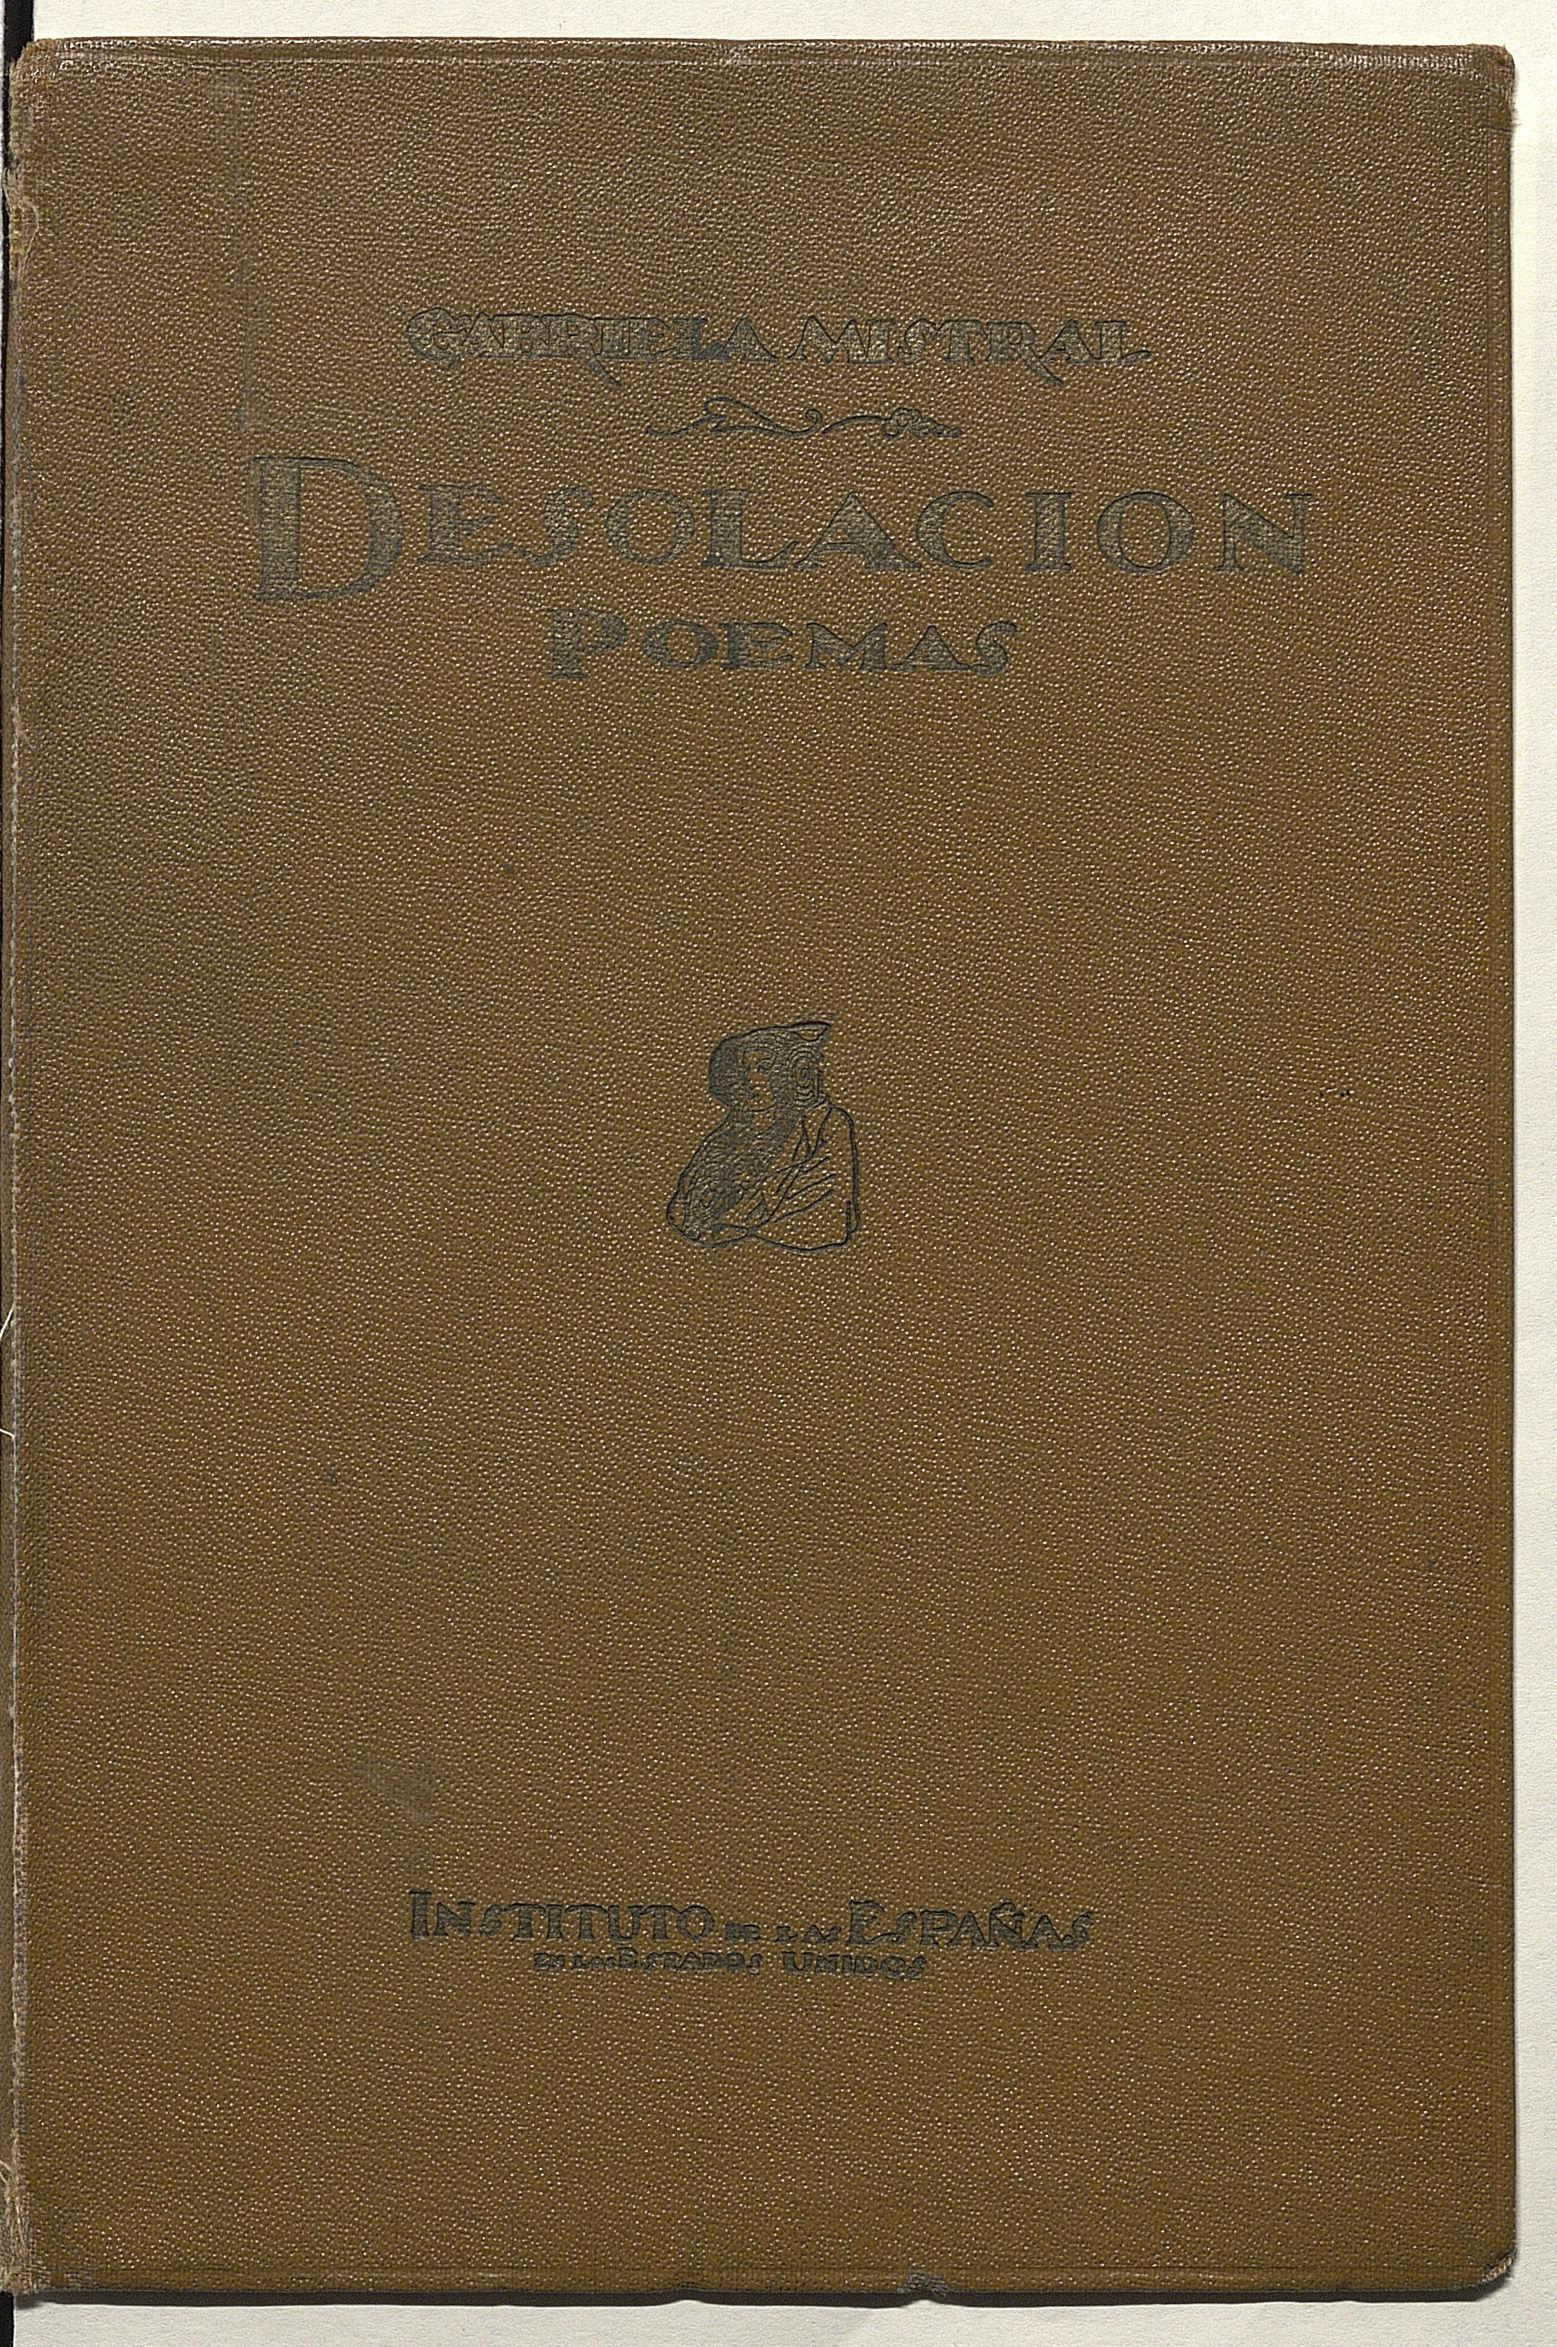 GABRIELA MISTRAL
DESOLACION
POEMAS
INSTITUTO DE LAS ESPAÑAS
EN LOS ESTADOS UNIDOS